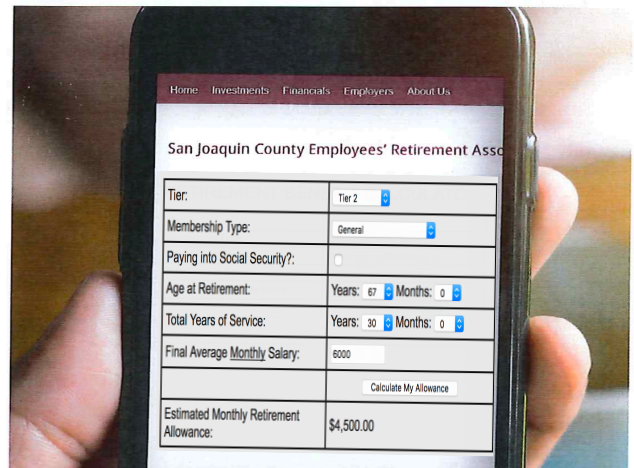 Home Investments Financials Employers About Us
San Joaquin County Employees' Retirement Asso
Tier: Tier 2
Membership Type: General
Paying into Social Security?:
Age at Retirement: Years: 67 Months: 0
Total Years of Service: Years: 30 Months: 0
Final Average Monthly Salary: 6000
Calculate My Allowance
Estimated Monthly Retirement
Allowance: $4,500.00